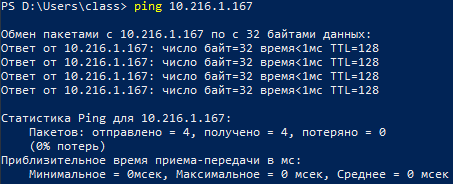 PS D:\Users\class> ping 10.216.1.167
Обмен пакетами с 10.216.1.167 по с 32 байтами данных:
Ответ от 10.216.1.167: число байт=32 время<1мс TTL=128
Ответ от 10.216.1.167: число байт=32 время<1мс TTL=128
Ответ от 10.216.1.167: число байт=32 время<1мс TTL=128
Ответ от 10.216.1.167: число байт=32 время<1мс TTL=128
Статистика Ping для 10.216.1.167:
Пакетов: отправлено = 4, получено = 4, потеряно = 0
(0% потерь)
Приблизительное время приема-передачи в мс:
Минимальное = 0мсек, Максимальное = 0 мсек, Среднее = 0 мсек